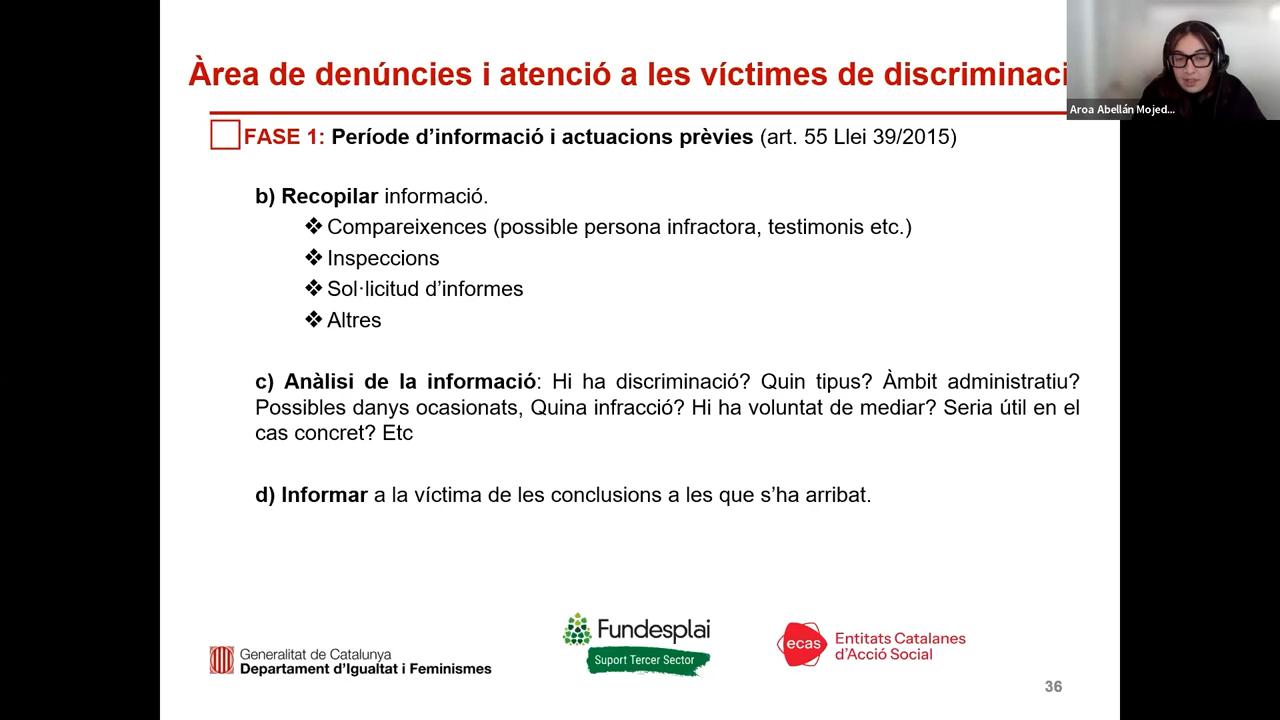 Àrea de denúncies i atenció a les víctimes de discriminaci
Aroa Abellán Mojed...
FASE 1: Període d’informació i actuacions prèvies (art. 55 Llei 39/2015)
b) Recopilar informació.
❖ Compareixences (possible persona infractora, testimonis etc.)
❖ Inspeccions
❖ Sol·licitud d’informes
❖ Altres
c) Anàlisi de la informació: Hi ha discriminació? Quin tipus? Àmbit administratiu?
Possibles danys ocasionats, Quina infracció? Hi ha voluntat de mediar? Seria útil en el
cas concret? Etc
d) Informar a la víctima de les conclusions a les que s’ha arribat.
Generalitat de Catalunya
Departament d’Igualtat i Feminismes
Fundesplai
Suport Tercer Sector
ecas
Entitats Catalanes
d’Acció Social
36